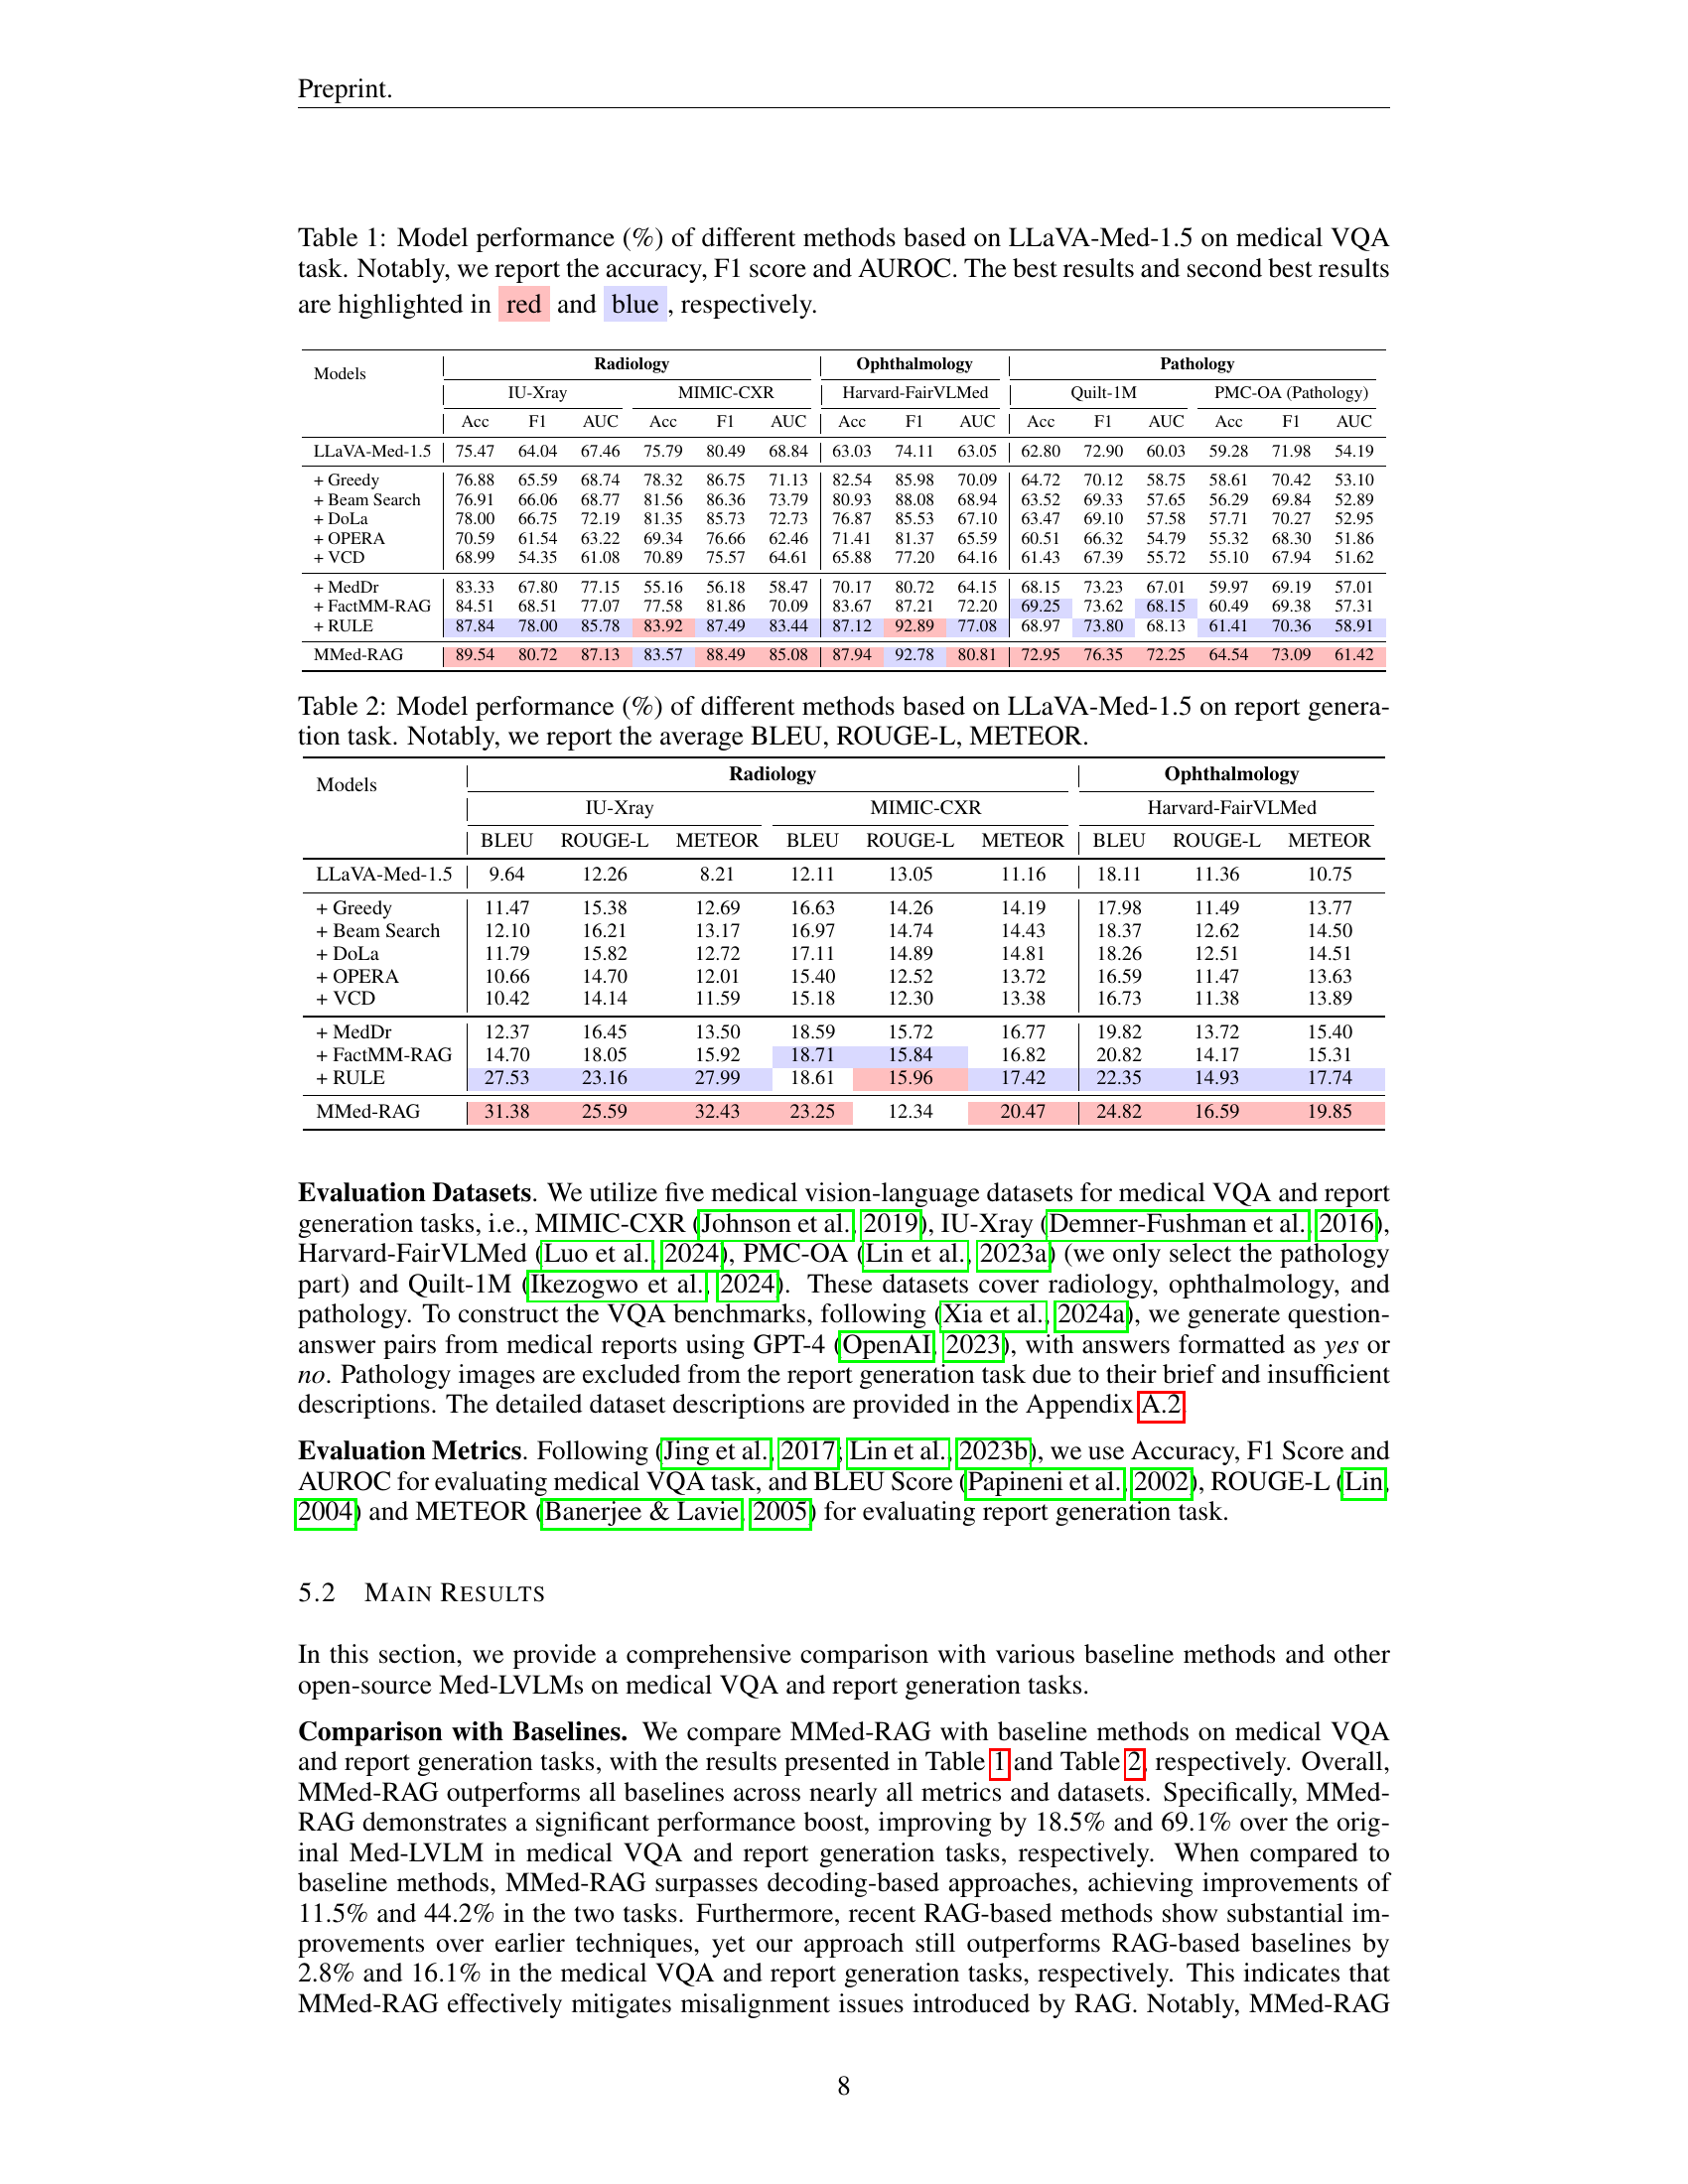 Preprint.
Table 1: Model performance (%) of different methods based on LLaVA-Med-1.5 on medical VQA
task. Notably, we report the accuracy, F1 score and AUROC. The best results and second best results
are highlighted in red and blue , respectively.
Models Radiology Ophthalmology Pathology
IU-Xray MIMIC-CXR Harvard-FairVLMed Quilt-1M PMC-OA (Pathology)
Acc F1 AUC Acc F1 AUC Acc F1 AUC Acc F1 AUC Acc F1 AUC
LLaVA-Med-1.5 75.47 64.04 67.46 75.79 80.49 68.84 63.03 74.11 63.05 62.80 72.90 60.03 59.28 71.98 54.19
+ Greedy 76.88 65.59 68.74 78.32 86.75 71.13 82.54 85.98 70.09 64.72 70.12 58.75 58.61 70.42 53.10
+ Beam Search 76.91 66.06 68.77 81.56 86.36 73.79 80.93 88.08 68.94 63.52 69.33 57.65 56.29 69.84 52.89
+ DoLa 78.00 66.75 72.19 81.35 85.73 72.73 76.87 85.53 67.10 63.47 69.10 57.58 57.71 70.27 52.95
+ OPERA 70.59 61.54 63.22 69.34 76.66 62.46 71.41 81.37 65.59 60.51 66.32 54.79 55.32 68.30 51.86
+ VCD 68.99 54.35 61.08 70.89 75.57 64.61 65.88 77.20 64.16 61.43 67.39 55.72 55.10 67.94 51.62
+ MedDr 83.33 67.80 77.15 55.16 56.18 58.47 70.17 80.72 64.15 68.15 73.23 67.01 59.97 69.19 57.01
+ FactMM-RAG 84.51 68.51 77.07 77.58 81.86 70.09 83.67 87.21 72.20 69.25 73.62 68.15 60.49 69.38 57.31
+ RULE 87.84 78.00 85.78 83.92 87.49 83.44 87.12 92.89 77.08 68.97 73.80 68.13 61.41 70.36 58.91
MMed-RAG 89.54 80.72 87.13 83.57 88.49 85.08 87.94 92.78 80.81 72.95 76.35 72.25 64.54 73.09 61.42
Table 2: Model performance (%) of different methods based on LLaVA-Med-1.5 on report genera-
tion task. Notably, we report the average BLEU, ROUGE-L, METEOR.
Models Radiology Ophthalmology
IU-Xray MIMIC-CXR Harvard-FairVLMed
BLEU ROUGE-L METEOR BLEU ROUGE-L METEOR BLEU ROUGE-L METEOR
LLaVA-Med-1.5 9.64 12.26 8.21 12.11 13.05 11.16 18.11 11.36 10.75
+ Greedy 11.47 15.38 12.69 16.63 14.26 14.19 17.98 11.49 13.77
+ Beam Search 12.10 16.21 13.17 16.97 14.74 14.43 18.37 12.62 14.50
+ DoLa 11.79 15.82 12.72 17.11 14.89 14.81 18.26 12.51 14.51
+ OPERA 10.66 14.70 12.01 15.40 12.52 13.72 16.59 11.47 13.63
+ VCD 10.42 14.14 11.59 15.18 12.30 13.38 16.73 11.38 13.89
+ MedDr 12.37 16.45 13.50 18.59 15.72 16.77 19.82 13.72 15.40
+ FactMM-RAG 14.70 18.05 15.92 18.71 15.84 16.82 20.82 14.17 15.31
+ RULE 27.53 23.16 27.99 18.61 15.96 17.42 22.35 14.93 17.74
MMed-RAG 31.38 25.59 32.43 23.25 12.34 20.47 24.82 16.59 19.85
Evaluation Datasets. We utilize five medical vision-language datasets for medical VQA and report
generation tasks, i.e., MIMIC-CXR (Johnson et al., 2019), IU-Xray (Demner-Fushman et al., 2016),
Harvard-FairVLMed (Luo et al., 2024), PMC-OA (Lin et al., 2023a) (we only select the pathology
part) and Quilt-1M (Ikezogwo et al., 2024). These datasets cover radiology, ophthalmology, and
pathology. To construct the VQA benchmarks, following (Xia et al., 2024a), we generate question-
answer pairs from medical reports using GPT-4 (OpenAI, 2023), with answers formatted as yes or
no. Pathology images are excluded from the report generation task due to their brief and insufficient
descriptions. The detailed dataset descriptions are provided in the Appendix A.2.
Evaluation Metrics. Following (Jing et al., 2017; Lin et al., 2023b), we use Accuracy, F1 Score and
AUROC for evaluating medical VQA task, and BLEU Score (Papineni et al., 2002), ROUGE-L (Lin,
2004) and METEOR (Banerjee & Lavie, 2005) for evaluating report generation task.
5.2 MAIN RESULTS
In this section, we provide a comprehensive comparison with various baseline methods and other
open-source Med-LVLMs on medical VQA and report generation tasks.
Comparison with Baselines. We compare MMed-RAG with baseline methods on medical VQA
and report generation tasks, with the results presented in Table 1 and Table 2, respectively. Overall,
MMed-RAG outperforms all baselines across nearly all metrics and datasets. Specifically, MMed-
RAG demonstrates a significant performance boost, improving by 18.5% and 69.1% over the orig-
inal Med-LVLM in medical VQA and report generation tasks, respectively. When compared to
baseline methods, MMed-RAG surpasses decoding-based approaches, achieving improvements of
11.5% and 44.2% in the two tasks. Furthermore, recent RAG-based methods show substantial im-
provements over earlier techniques, yet our approach still outperforms RAG-based baselines by
2.8% and 16.1% in the medical VQA and report generation tasks, respectively. This indicates that
MMed-RAG effectively mitigates misalignment issues introduced by RAG. Notably, MMed-RAG
8